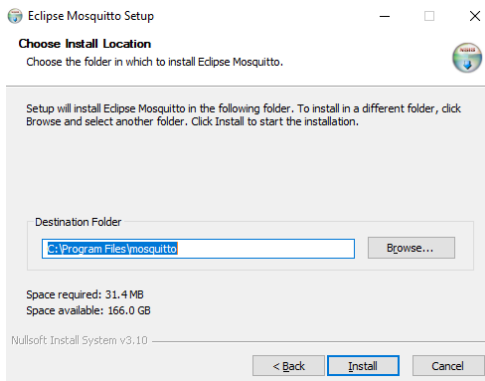 Eclipse Mosquitto Setup
Choose Install Location
Choose the folder in which to install Eclipse Mosquitto.
Setup will install Eclipse Mosquitto in the following folder. To install in a different folder, click
Browse and select another folder. Click Install to start the installation.
Destination Folder
C:\Program Files\mosquitto
Browse...
Space required: 31.4 MB
Space available: 166.0 GB
Nullsoft Install System v3.10
< Back
Install
Cancel